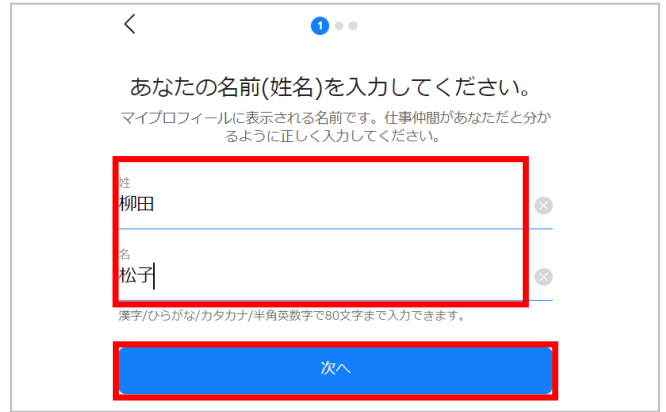 1
あなたの名前(姓名)を入力してください。
マイプロフィールに表示される名前です。仕事仲間があなただと分か
るように正しく入力してください。
姓
柳田
名
松子
漢字/ひらがな/カタカナ/半角英数字で80文字まで入力できます。
次へ